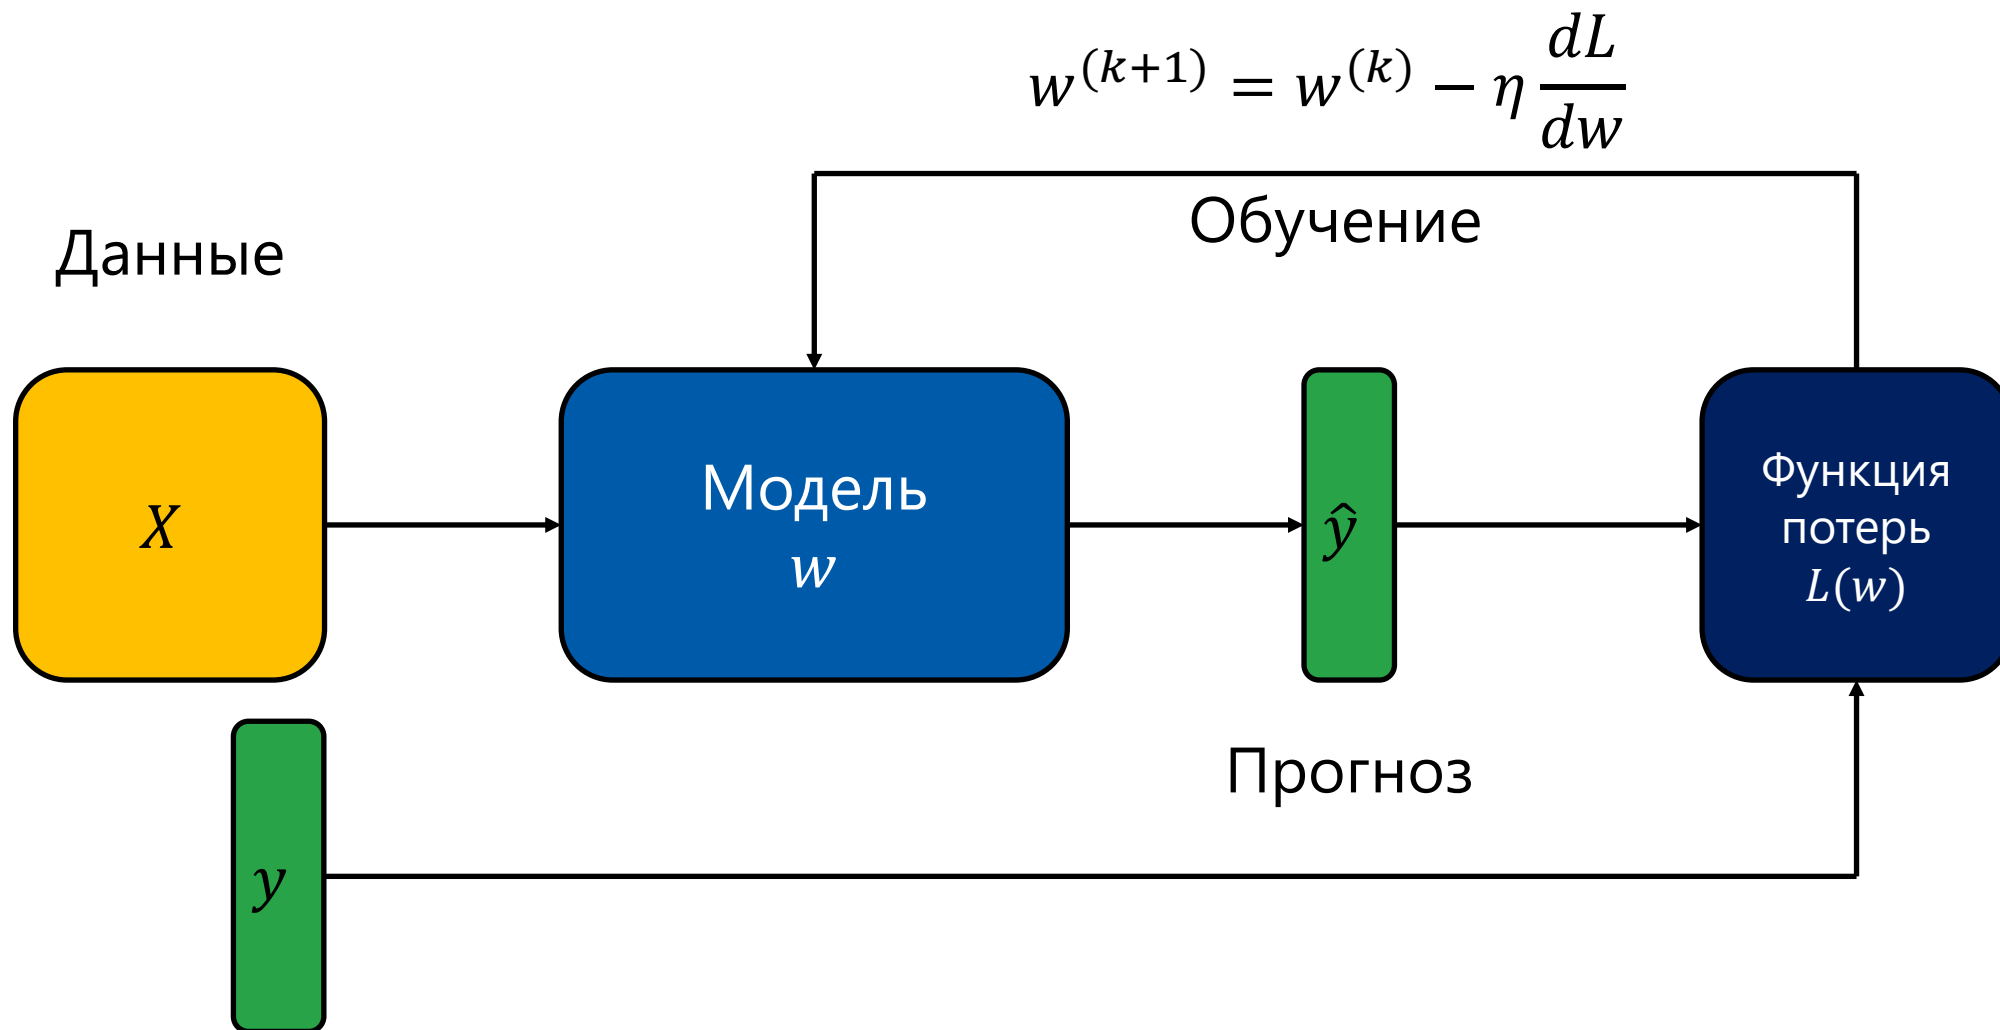 w^(k+1) = w^(k) − η dL/dw
Обучение
Данные
X
Модель
w
ŷ
Функция
потерь
L(w)
Прогноз
y